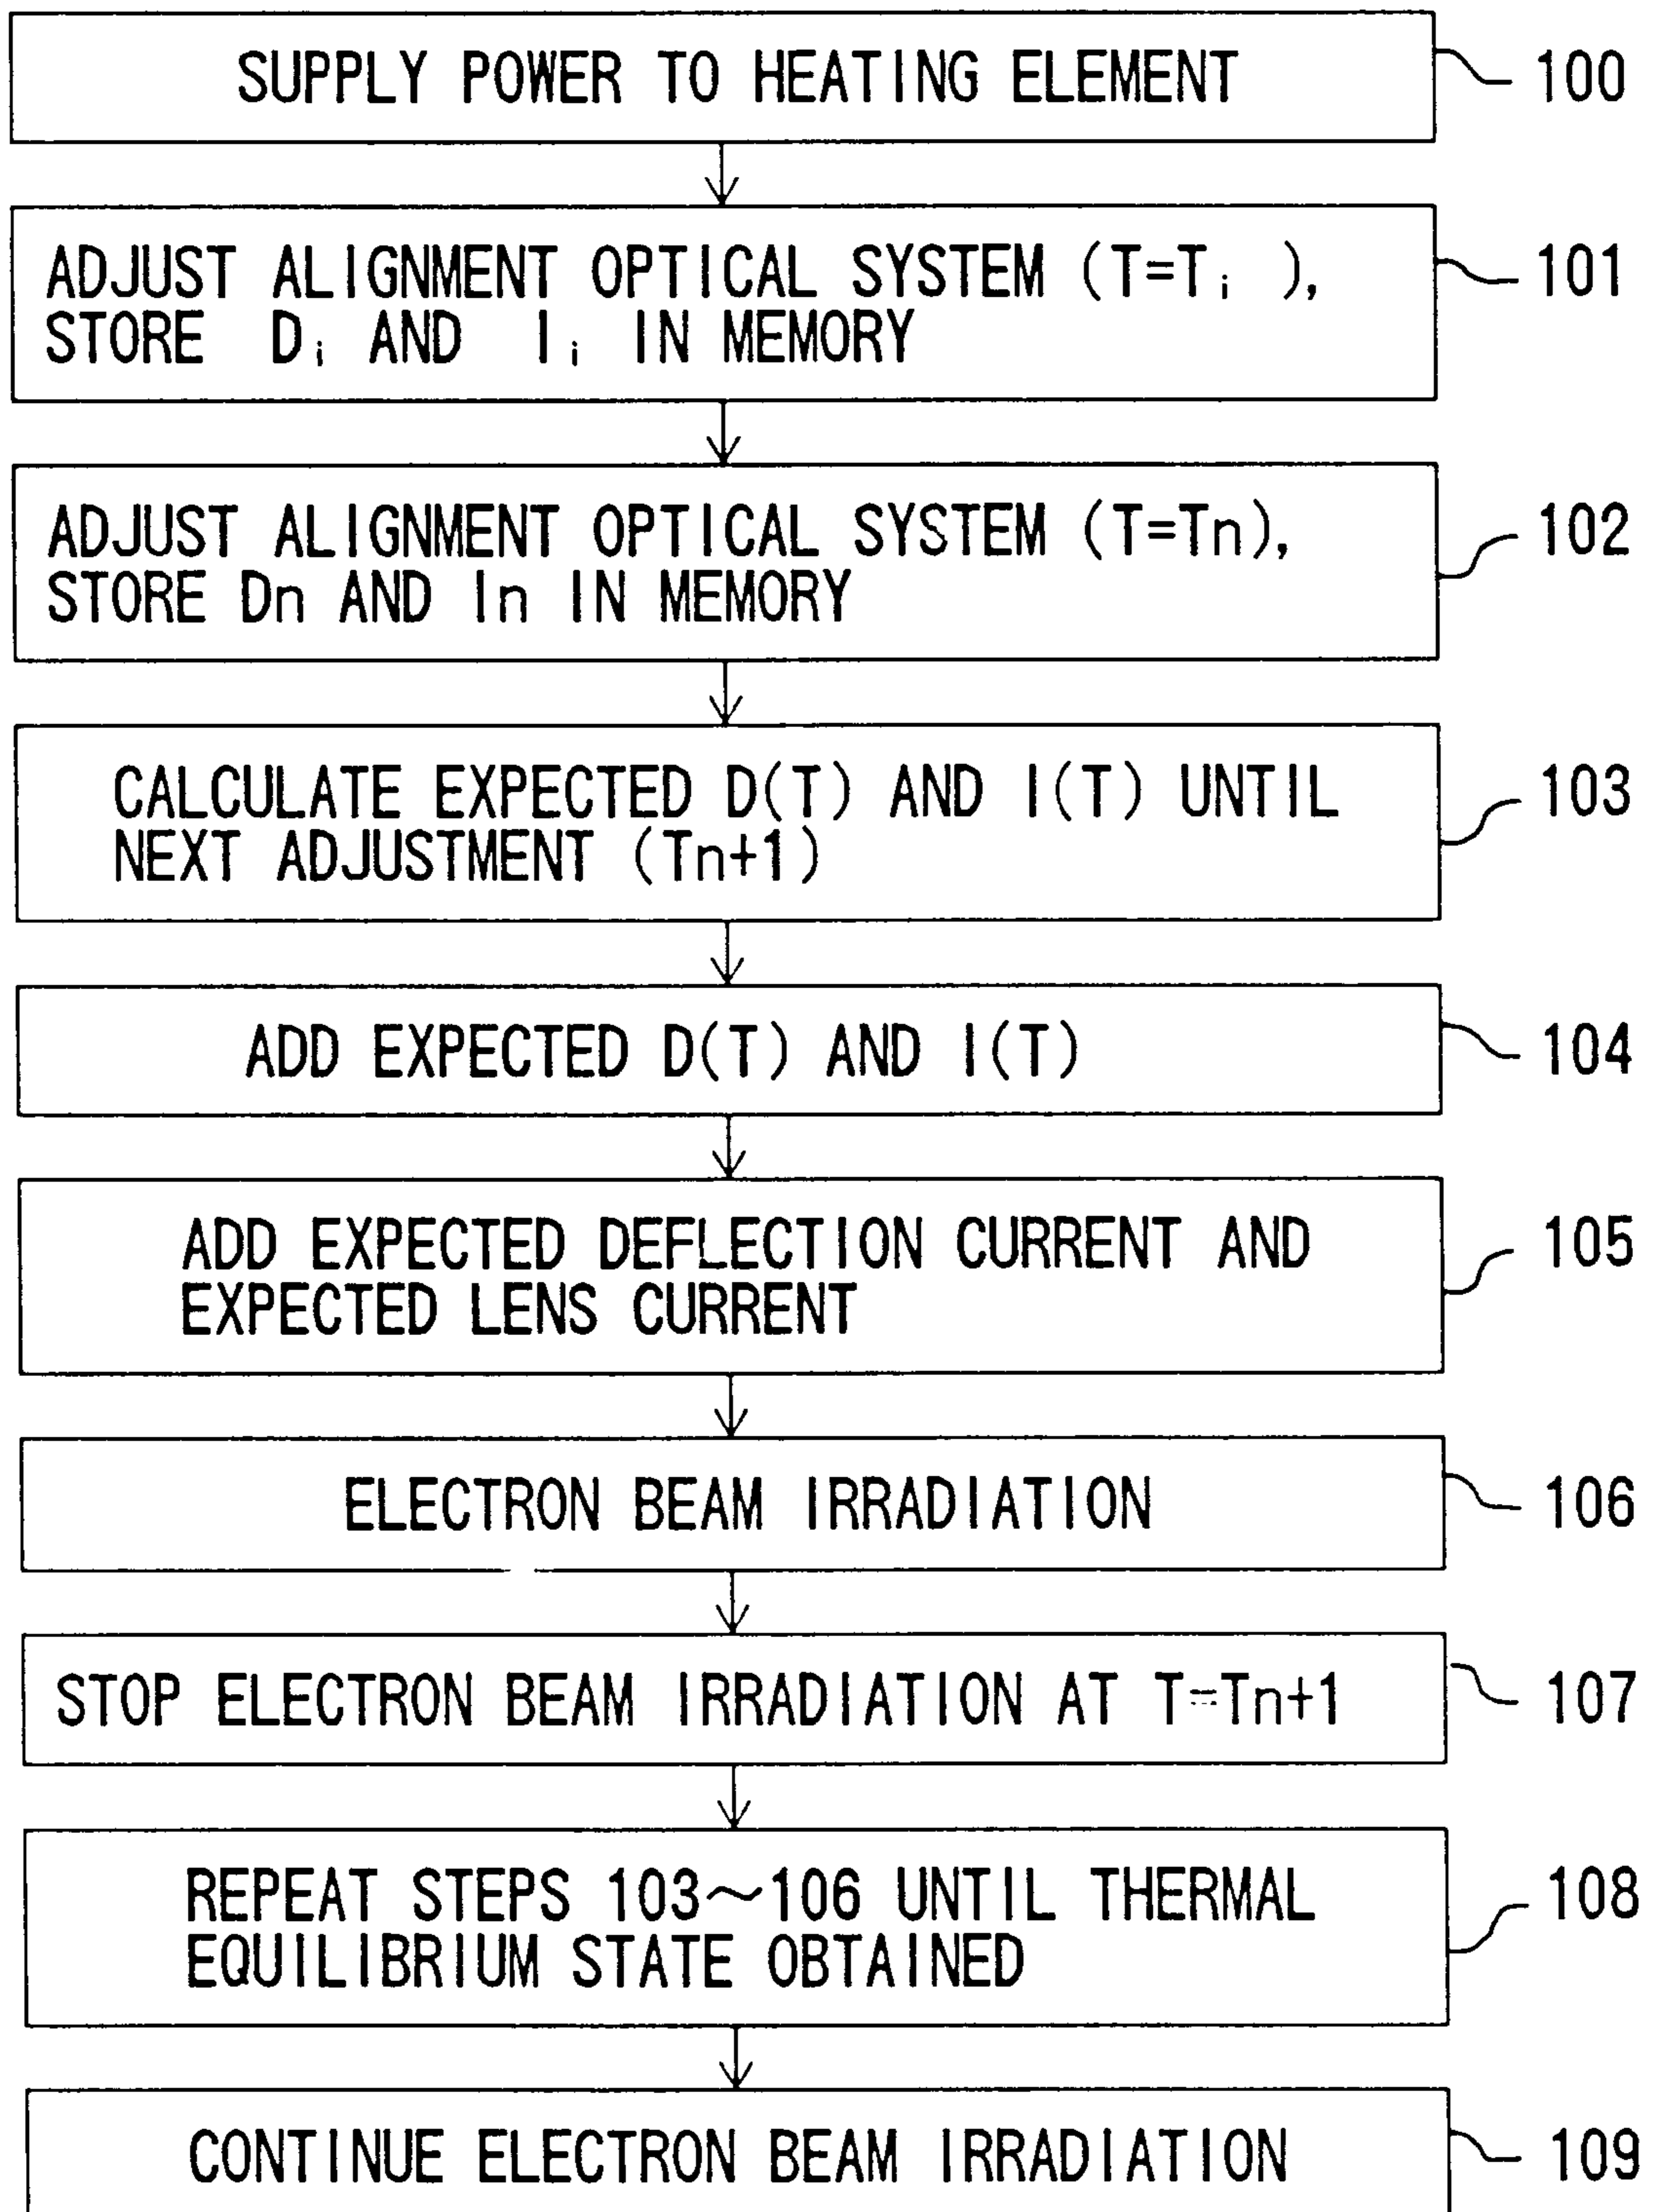 SUPPLY POWER TO HEATING ELEMENT
100
ADJUST ALIGNMENT OPTICAL SYSTEM (T=Ti ),
STORE Di AND Ii IN MEMORY
101
ADJUST ALIGNMENT OPTICAL SYSTEM (T=Tn),
STORE Dn AND In IN MEMORY
102
CALCULATE EXPECTED D(T) AND I(T) UNTIL
NEXT ADJUSTMENT (Tn+1)
103
ADD EXPECTED D(T) AND I(T)
104
ADD EXPECTED DEFLECTION CURRENT AND
EXPECTED LENS CURRENT
105
ELECTRON BEAM IRRADIATION
106
STOP ELECTRON BEAM IRRADIATION AT T=Tn+1
107
REPEAT STEPS 103~106 UNTIL THERMAL
EQUILIBRIUM STATE OBTAINED
108
CONTINUE ELECTRON BEAM IRRADIATION
109